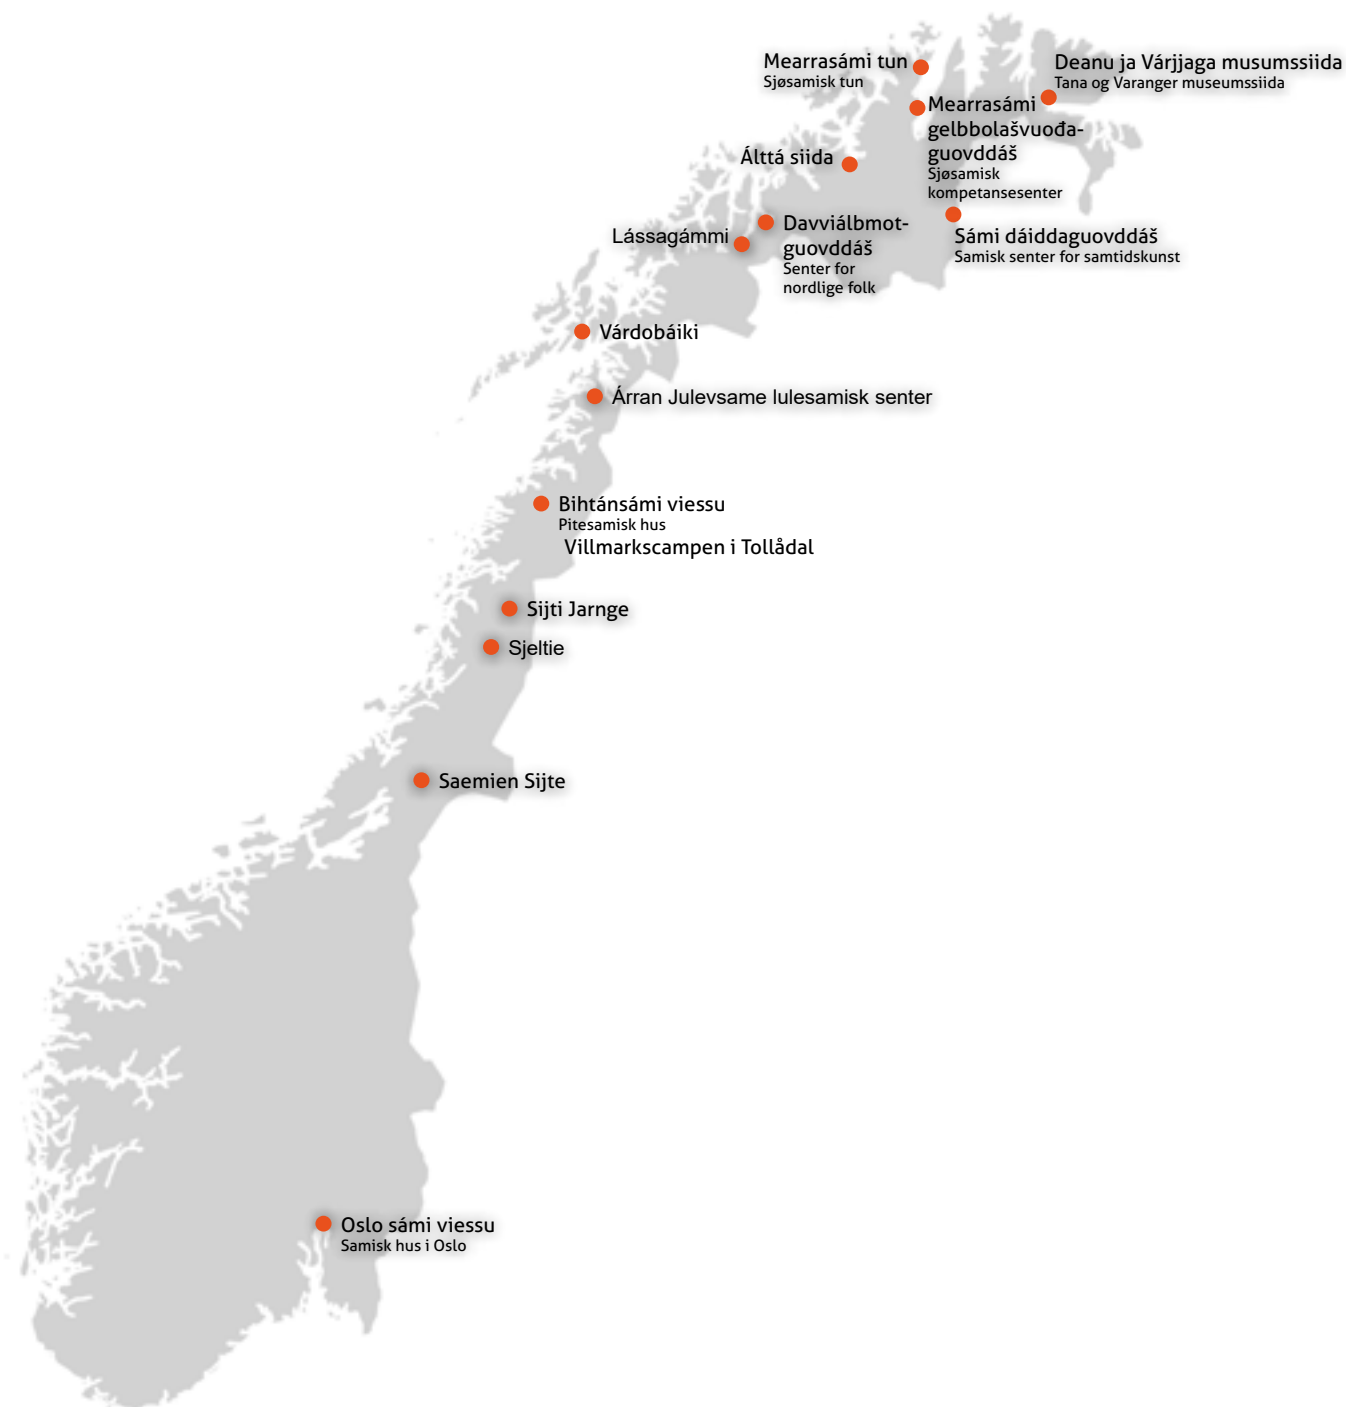 Mearrasámi tun
Sjøsamisk tun
Deanu ja Várjjaga musumssiida
Tana og Varanger museumssiida
Mearrasámi
gelbbolašvuođa-
guovddáš
Sjøsamisk
kompetansesenter
Álttá siida
Davviálbmot-
guovddáš
Senter for
nordlige folk
Lássagámmi
Sámi dáiddaguovddáš
Samisk senter for samtidskunst
Várdobáiki
Árran Julevsame lulesamisk senter
Bihtánsámi viessu
Pitesamisk hus
Villmarkscampen i Tollådal
Sijti Jarnge
Sjeltie
Saemien Sijte
Oslo sámi viessu
Samisk hus i Oslo